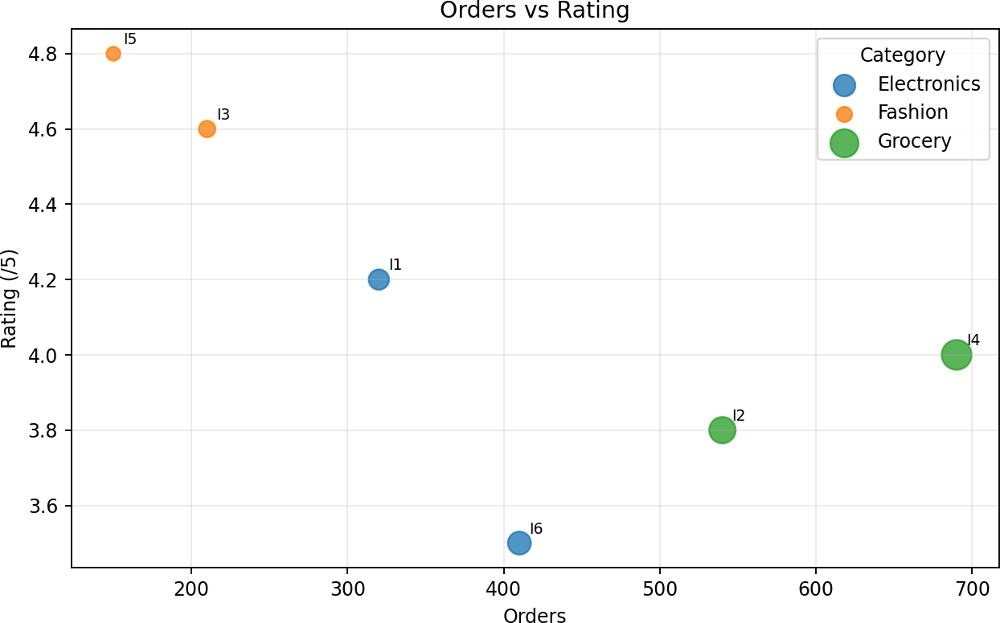 Orders vs Rating
Category
Electronics
Fashion
Grocery
I5
I3
I1
I4
I2
I6
4.8
4.6
4.4
4.2
4.0
3.8
3.6
Rating (/5)
200 300 400 500 600 700
Orders